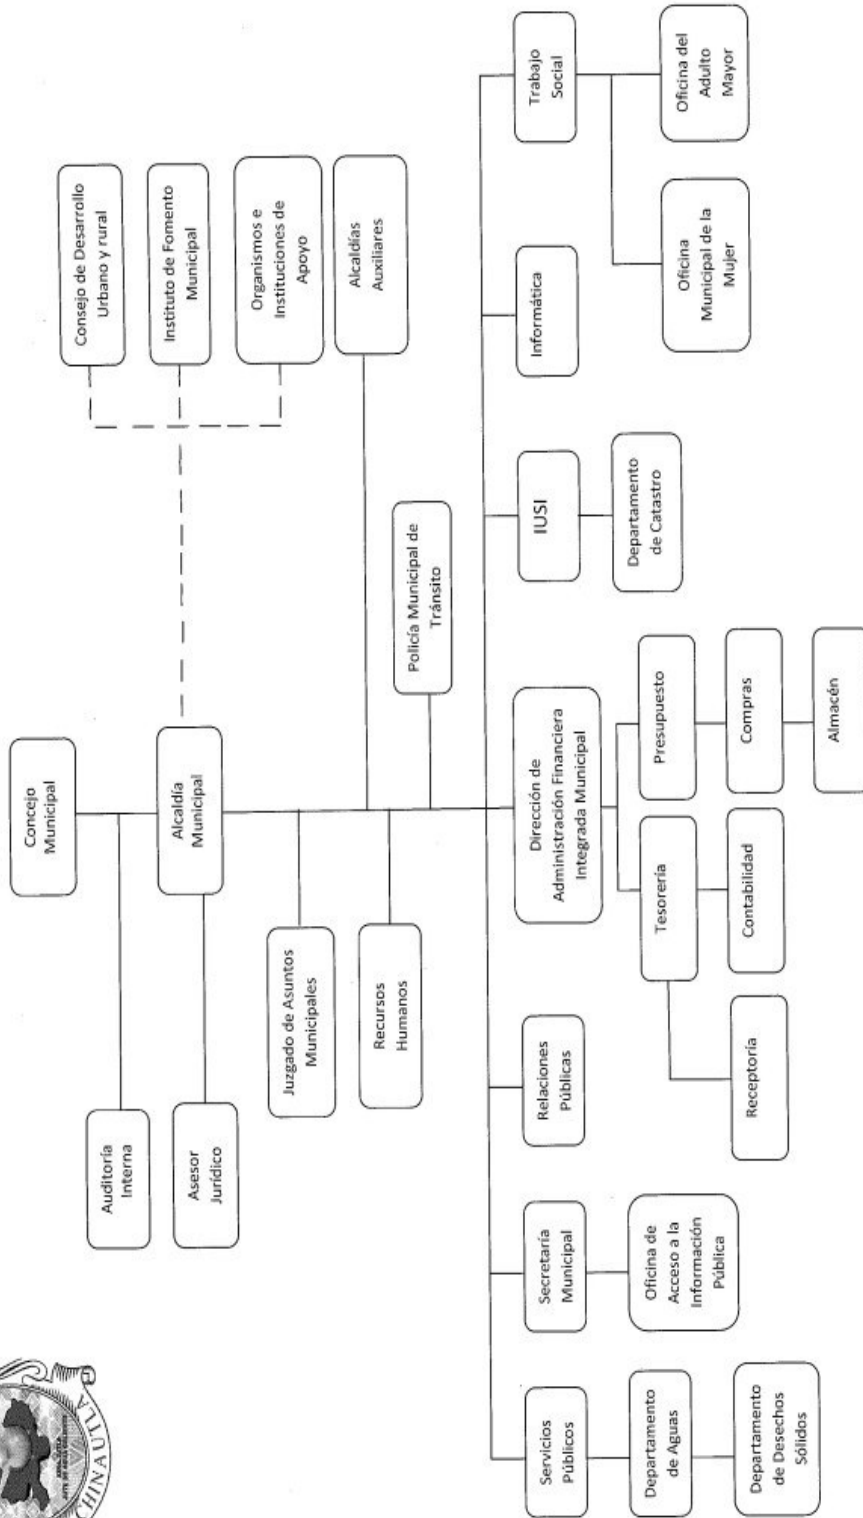 CHINAUTLA
Concejo
Municipal
Auditoría
Interna
Alcaldía
Municipal
Asesor
Jurídico
Consejo de Desarrollo
Urbano y rural
Instituto de Fomento
Municipal
Organismos e
Instituciones de
Apoyo
Alcaldías
Auxiliares
Juzgado de Asuntos
Municipales
Recursos
Humanos
Policía Municipal de
Tránsito
Servicios
Públicos
Secretaría
Municipal
Relaciones
Públicas
Dirección de
Administración Financiera
Integrada Municipal
IUSI
Informática
Trabajo
Social
Departamento
de Aguas
Oficina de
Acceso a la
Información
Pública
Tesorería
Presupuesto
Departamento
de Catastro
Oficina
Municipal de la
Mujer
Oficina del
Adulto
Mayor
Departamento
de Desechos
Sólidos
Receptoría
Contabilidad
Compras
Almacén